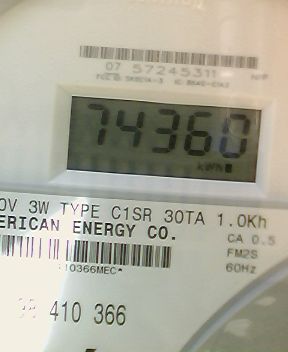 07 57245311
74360
kWh
0V 3W TYPE C1SR 30TA 1.0Kh
ERICAN ENERGY CO.
CA 0.5
FM2S
10366MEC*
60Hz
410 366